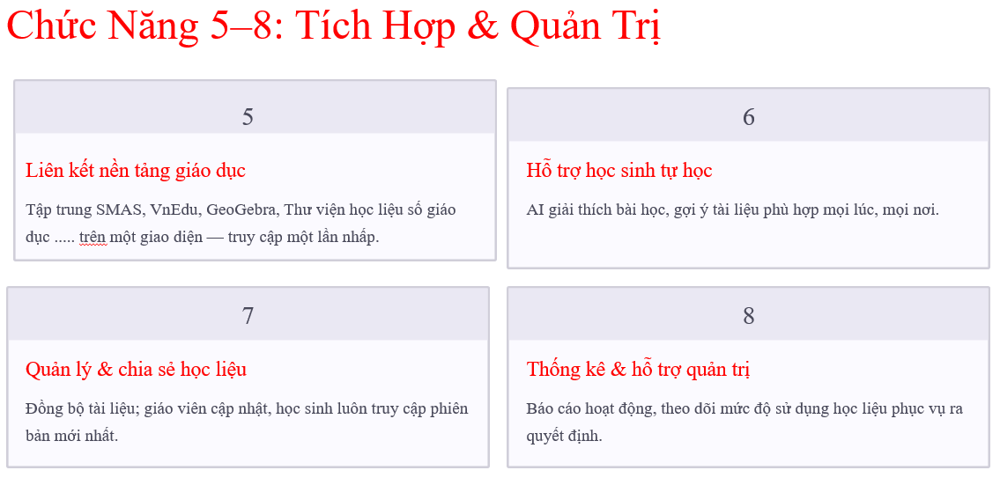 Chức Năng 5–8: Tích Hợp & Quản Trị
5
Liên kết nền tảng giáo dục
Tập trung SMAS, VnEdu, GeoGebra, Thư viện học liệu số giáo
dục ..... trên một giao diện — truy cập một lần nhấp.
6
Hỗ trợ học sinh tự học
AI giải thích bài học, gợi ý tài liệu phù hợp mọi lúc, mọi nơi.
7
Quản lý & chia sẻ học liệu
Đồng bộ tài liệu; giáo viên cập nhật, học sinh luôn truy cập phiên
bản mới nhất.
8
Thống kê & hỗ trợ quản trị
Báo cáo hoạt động, theo dõi mức độ sử dụng học liệu phục vụ ra
quyết định.